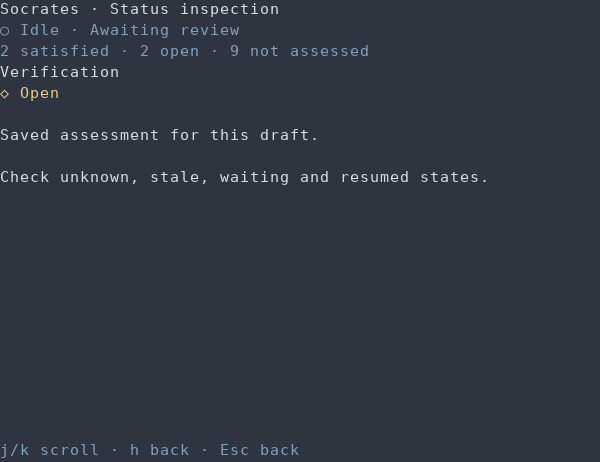 Socrates · Status inspection
○ Idle · Awaiting review
2 satisfied · 2 open · 9 not assessed
Verification
◇ Open
Saved assessment for this draft.
Check unknown, stale, waiting and resumed states.
j/k scroll · h back · Esc back